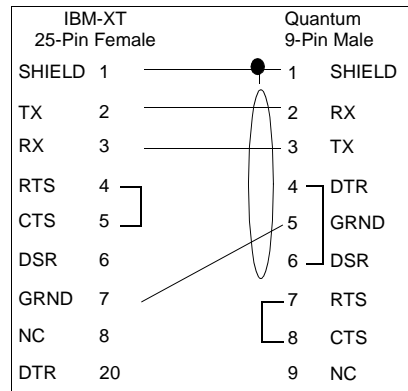 IBM-XT Quantum
25-Pin Female 9-Pin Male
SHIELD 1 1 SHIELD
TX 2 2 RX
RX 3 3 TX
RTS 4 4 DTR
CTS 5 5 GRND
DSR 6 6 DSR
GRND 7 7 RTS
NC 8 8 CTS
DTR 20 9 NC